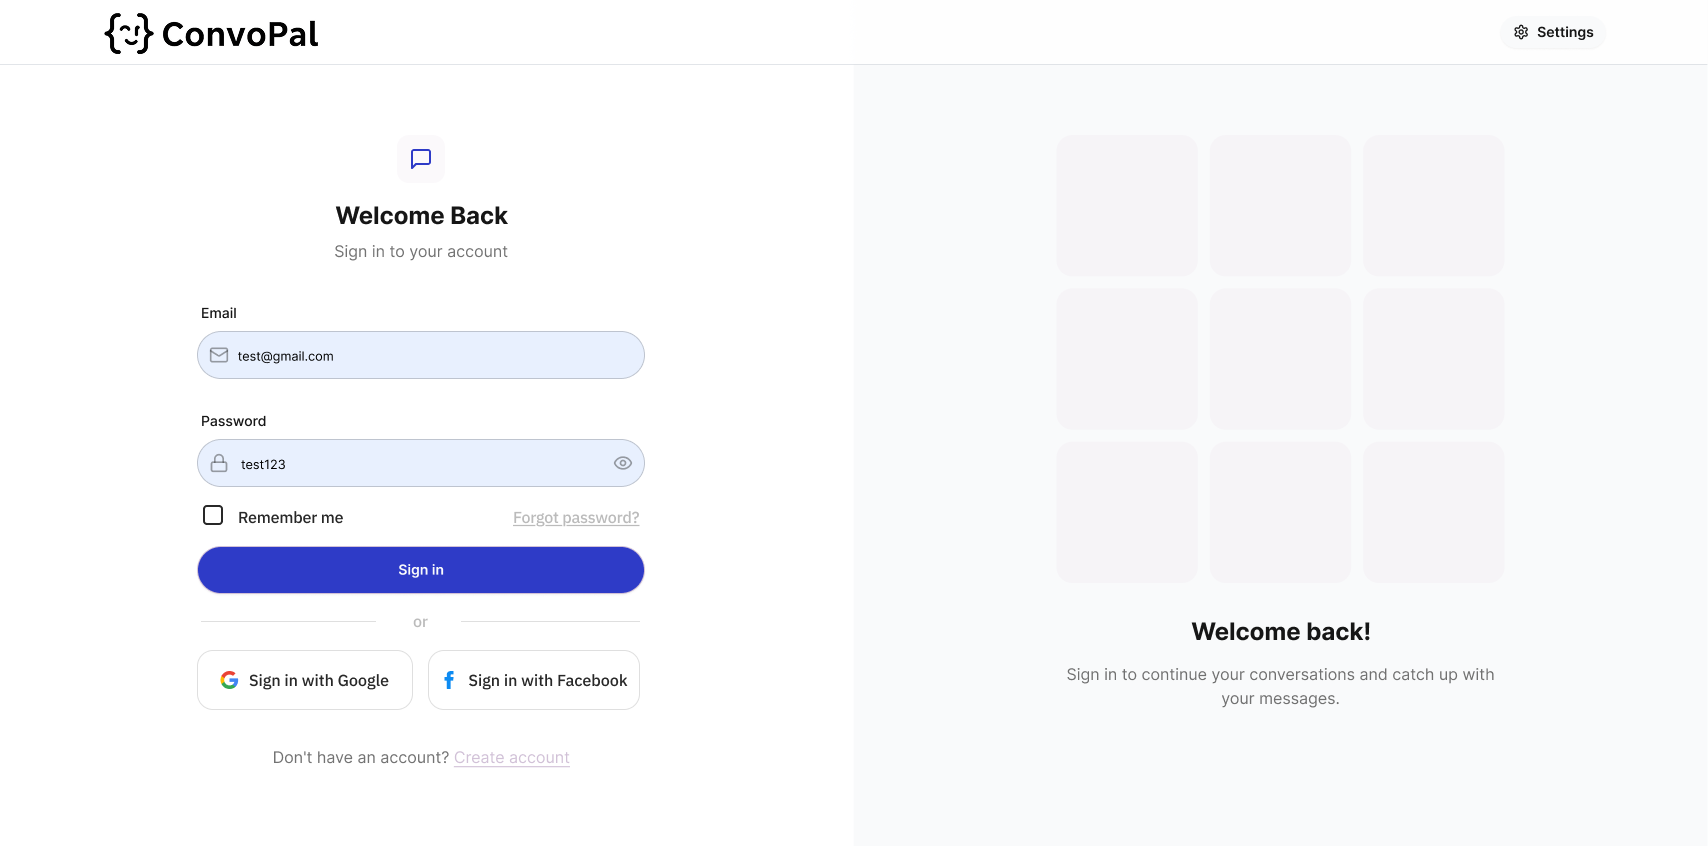 ConvoPal
Settings
Welcome Back
Sign in to your account
Email
test@gmail.com
Password
test123
Remember me
Forgot password?
Sign in
or
Sign in with Google
Sign in with Facebook
Don't have an account? Create account
Welcome back!
Sign in to continue your conversations and catch up with
your messages.